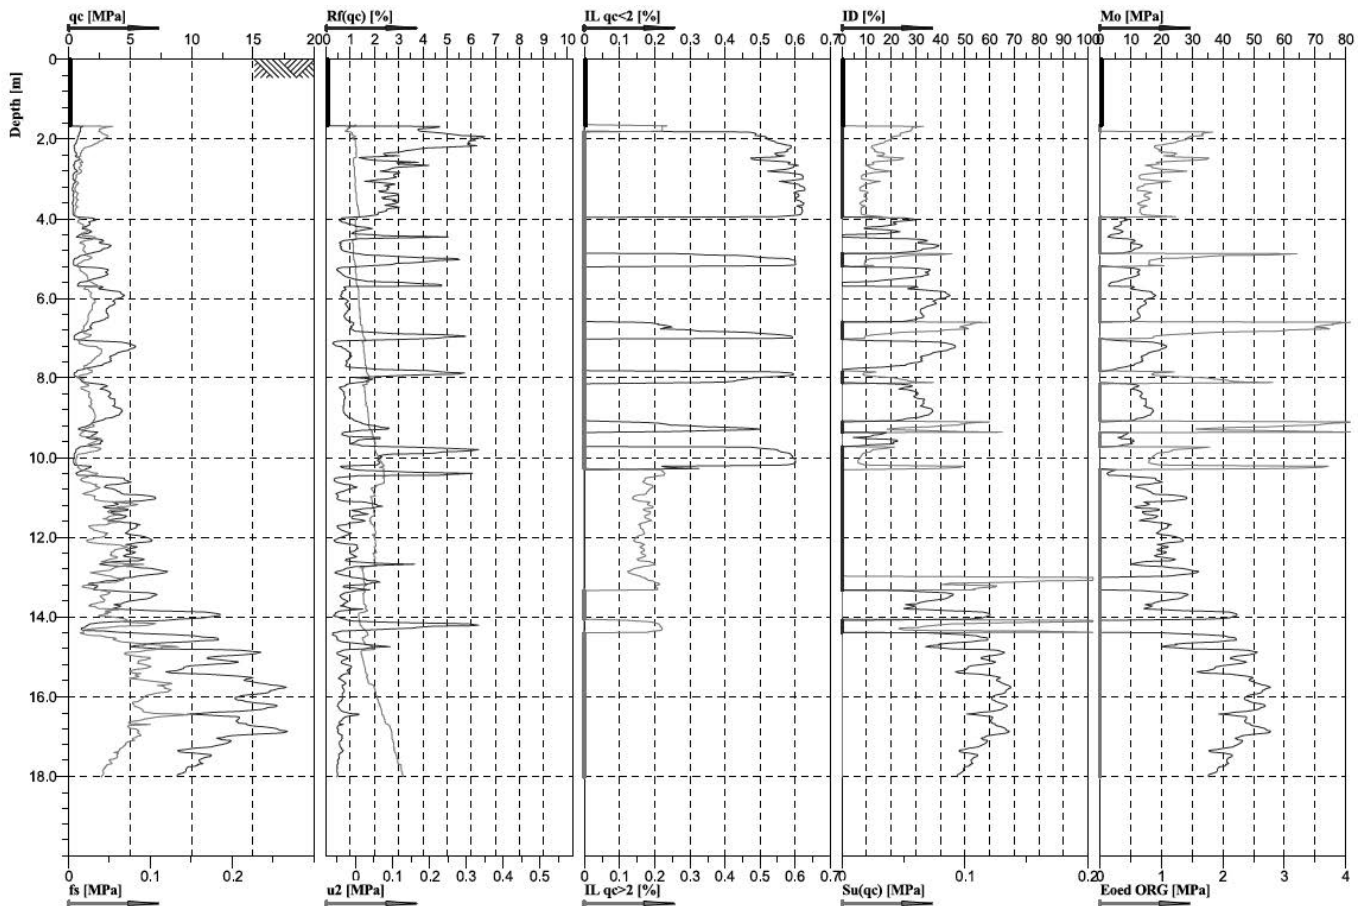 qc [MPa] Rf(qc) [%] IL qc<2 [%] ID [%] Mo [MPa]
0 5 10 15 20 0 1 2 3 4 5 6 7 8 9 10 0 0.1 0.2 0.3 0.4 0.5 0.6 0.7 0 10 20 30 40 50 60 70 80 90 100 0 10 20 30 40 50 60 70 80
Depth [m]
0
2.0
4.0
6.0
8.0
10.0
12.0
14.0
16.0
18.0
0 0.1 0.2 0 0.1 0.2 0.3 0 0.1 0.2 0.3 0.4 0.5 0.6 0.7 0 0.1 0.2 0 1 2 3 4
fs [MPa] u2 [MPa] IL qc>2 [%] Su(qc) [MPa] Eoed ORG [MPa]